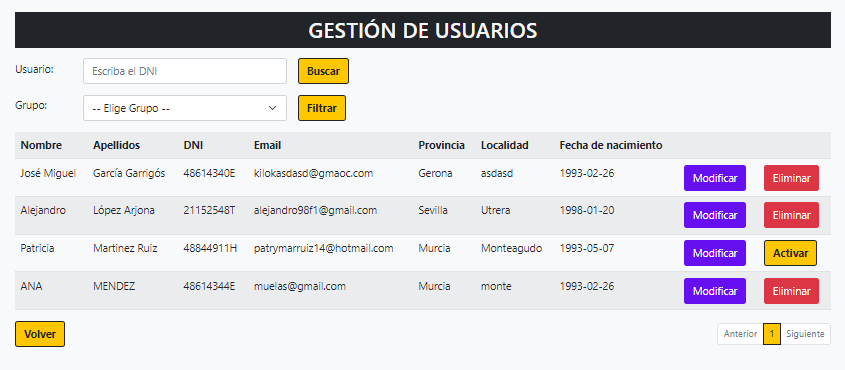 GESTIÓN DE USUARIOS
Usuario: Escriba el DNI Buscar
Grupo: -- Elige Grupo -- Filtrar
Nombre Apellidos DNI Email Provincia Localidad Fecha de nacimiento
José Miguel García Garrigós 48614340E kilokasdasd@gmaoc.com Gerona asdasd 1993-02-26 Modificar Eliminar
Alejandro López Arjona 21152548T alejandro98f1@gmail.com Sevilla Utrera 1998-01-20 Modificar Eliminar
Patricia Martínez Ruiz 48844911H patrymarruiz14@hotmail.com Murcia Monteagudo 1993-05-07 Modificar Activar
ANA MENDEZ 48614344E muelas@gmail.com Murcia monte 1993-02-26 Modificar Eliminar
Volver Anterior 1 Siguiente